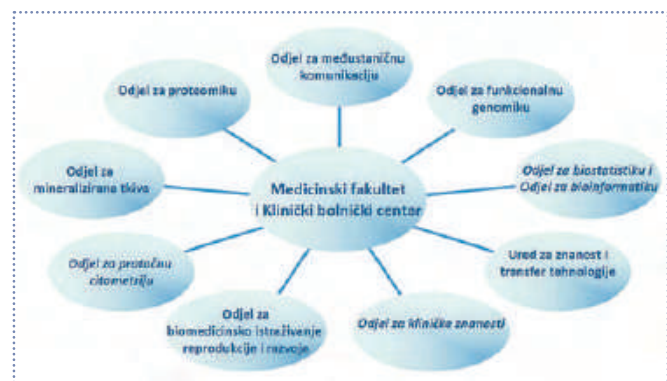 Odjel za međustaničnu
komunikaciju
Odjel za proteomiku
Odjel za funkcionalnu
genomiku
Odjel za
mineralizirana tkiva
Medicinski fakultet
i Klinički bolnički centar
Odjel za biostatistiku i
Odjel za bioinformatiku
Odjel za protočnu
citometriju
Ured za znanost i
transfer tehnologije
Odjel za
biomedicinsko istraživanje
reprodukcije i razvoja
Odjel za kliničke znanosti